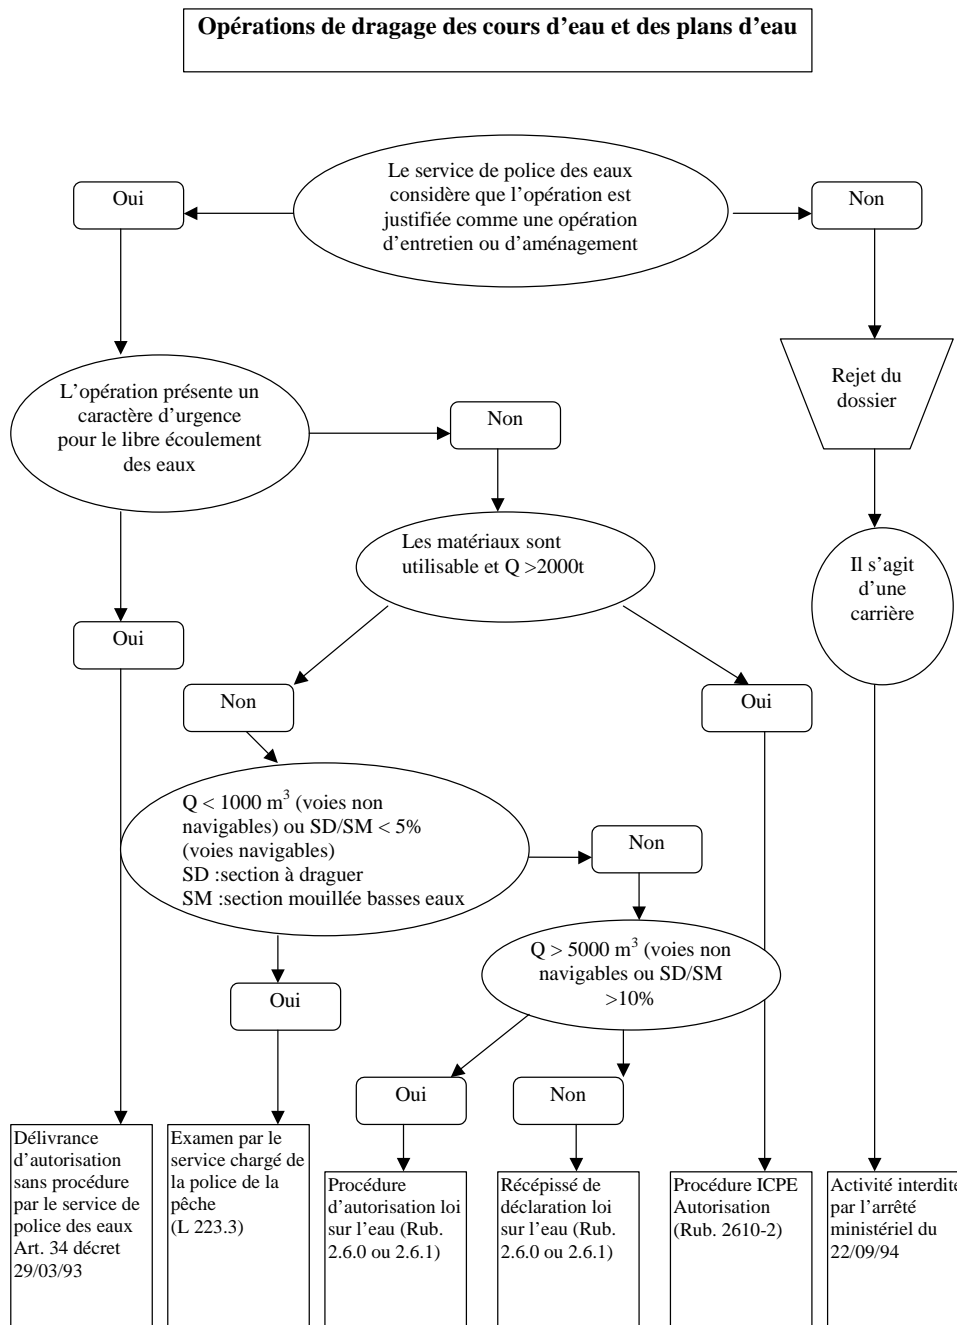 Opérations de dragage des cours d'eau et des plans d'eau
Le service de police des eaux
considère que l'opération est
justifiée comme une opération
d'entretien ou d'aménagement
Oui
Non
L'opération présente un
caractère d'urgence
pour le libre écoulement
des eaux
Non
Rejet du
dossier
Les matériaux sont
utilisable et Q >2000t
Il s'agit
d'une
carrière
Oui
Non
Oui
Q < 1000 m³ (voies non
navigables) ou SD/SM < 5%
(voies navigables)
SD :section à draguer
SM :section mouillée basses eaux
Non
Q > 5000 m³ (voies non
navigables ou SD/SM
>10%
Oui
Oui
Non
Délivrance
d'autorisation
sans procédure
par le service de
police des eaux
Art. 34 décret
29/03/93
Examen par le
service chargé de
la police de la
pêche
(L 223.3)
Procédure
d'autorisation loi
sur l'eau (Rub.
2.6.0 ou 2.6.1)
Récépissé de
déclaration loi
sur l'eau (Rub.
2.6.0 ou 2.6.1)
Procédure ICPE
Autorisation
(Rub. 2610-2)
Activité interdite
par l'arrêté
ministériel du
22/09/94